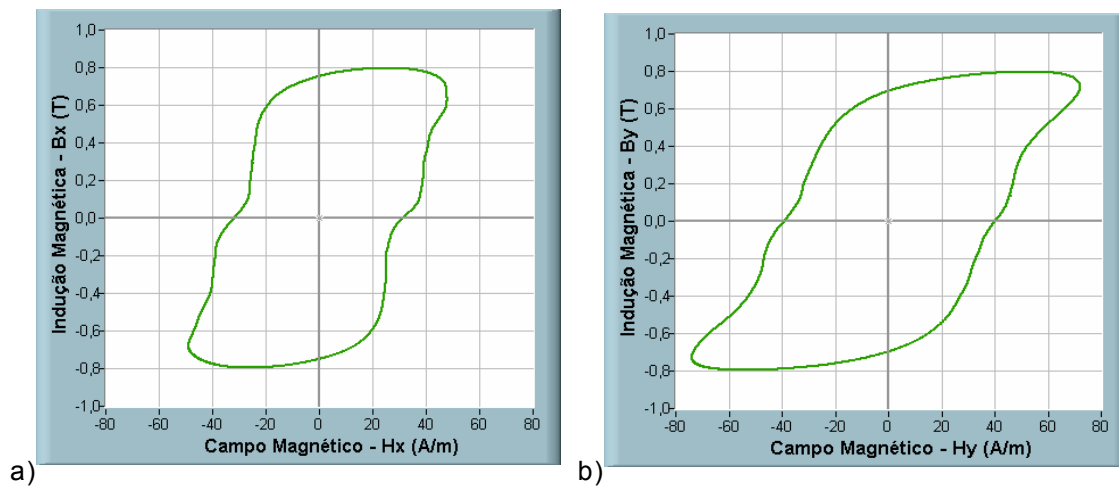 Indução Magnética - Bx (T)
1,0
0,8
0,6
0,4
0,2
0,0
-0,2
-0,4
-0,6
-0,8
-1,0
-80 -60 -40 -20 0 20 40 60 80
Campo Magnético - Hx (A/m)
a)
Indução Magnética - By (T)
1,0
0,8
0,6
0,4
0,2
0,0
-0,2
-0,4
-0,6
-0,8
-1,0
-80 -60 -40 -20 0 20 40 60 80
Campo Magnético - Hy (A/m)
b)